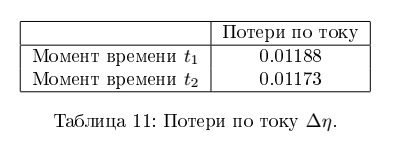 Потери по току
Момент времени t₁ 0.01188
Момент времени t₂ 0.01173
Таблица 11: Потери по току Δη.